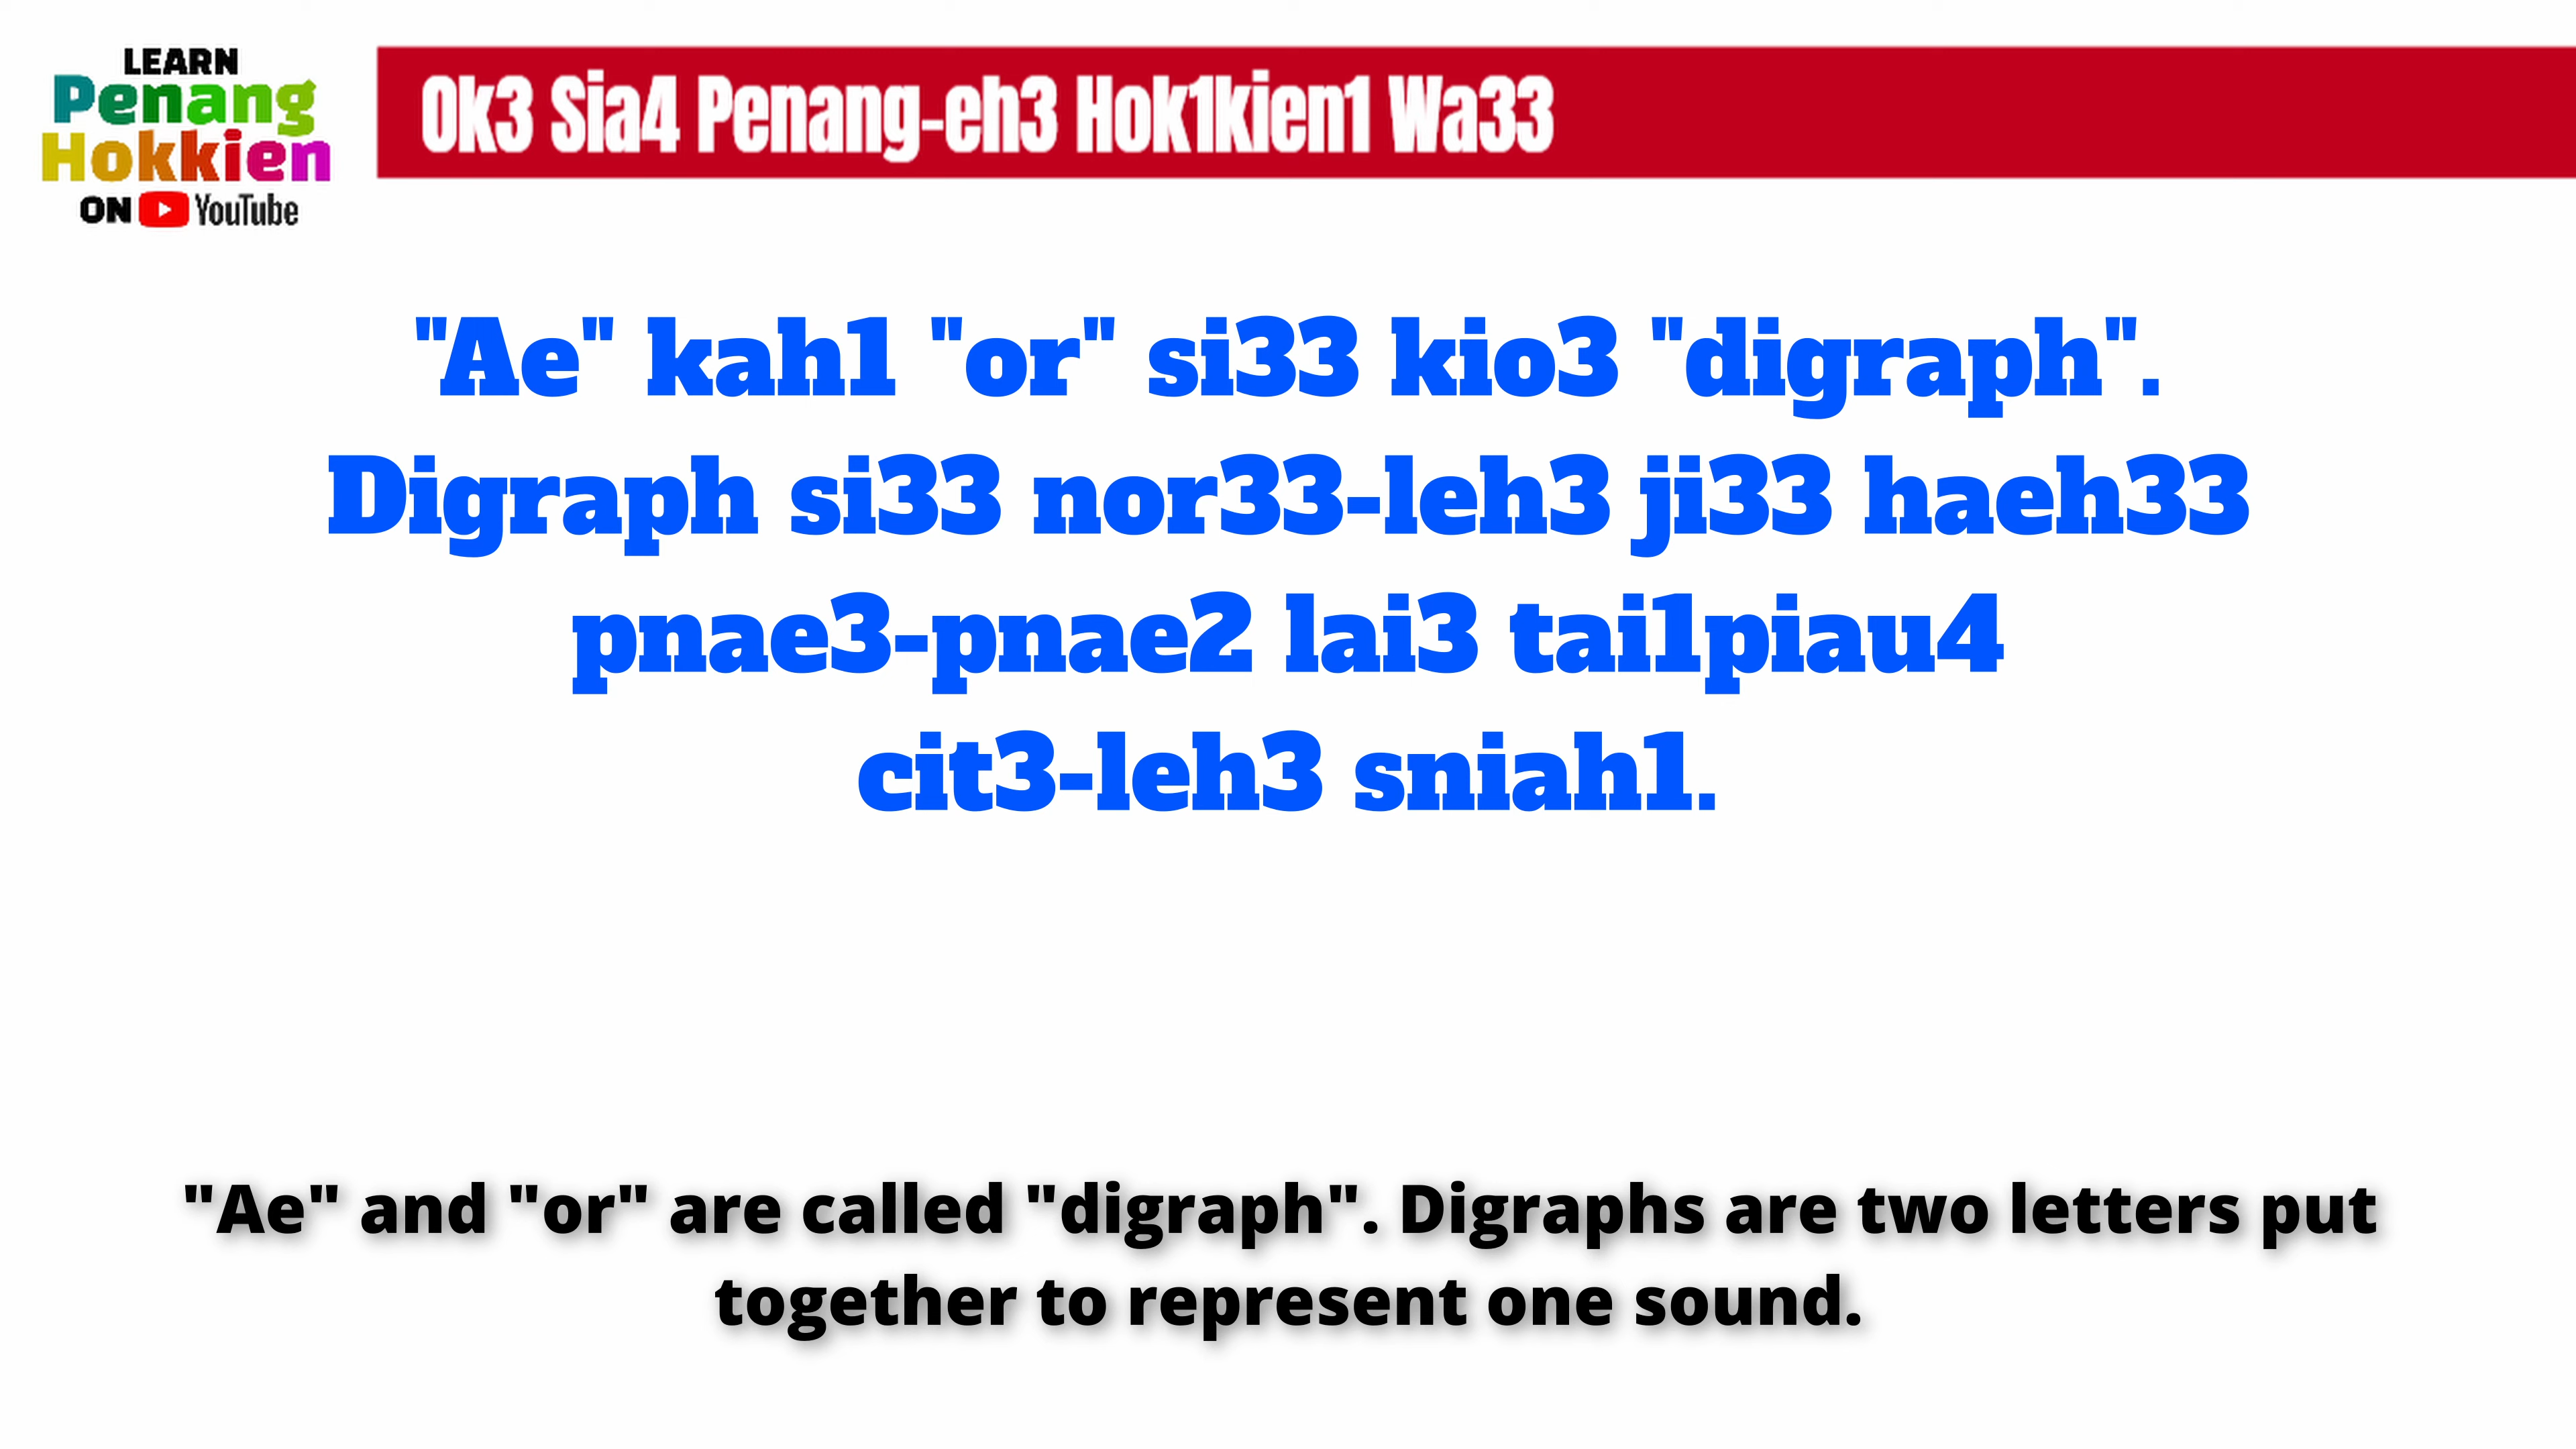 LEARN
Penang
Hokkien
ON YouTube
Ok3 Sia4 Penang-eh3 Hok1kien1 Wa33
"Ae" kah1 "or" si33 kio3 "digraph".
Digraph si33 nor33-leh3 ji33 haeh33
pnae3-pnae2 lai3 tai1piau4
cit3-leh3 sniah1.
"Ae" and "or" are called "digraph". Digraphs are two letters put
together to represent one sound.